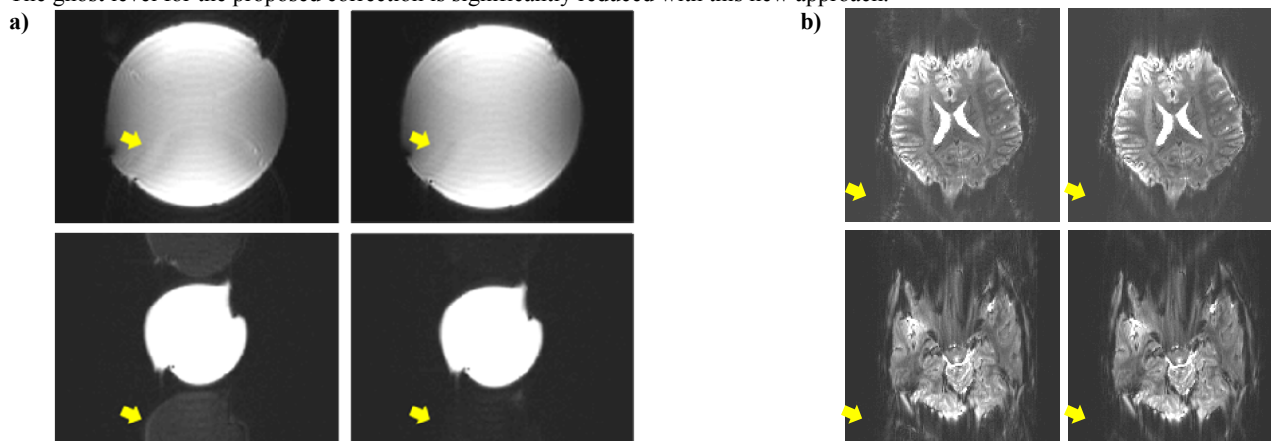 The ghost level for the proposed correction is significantly reduced with this new approach.
a)
b)